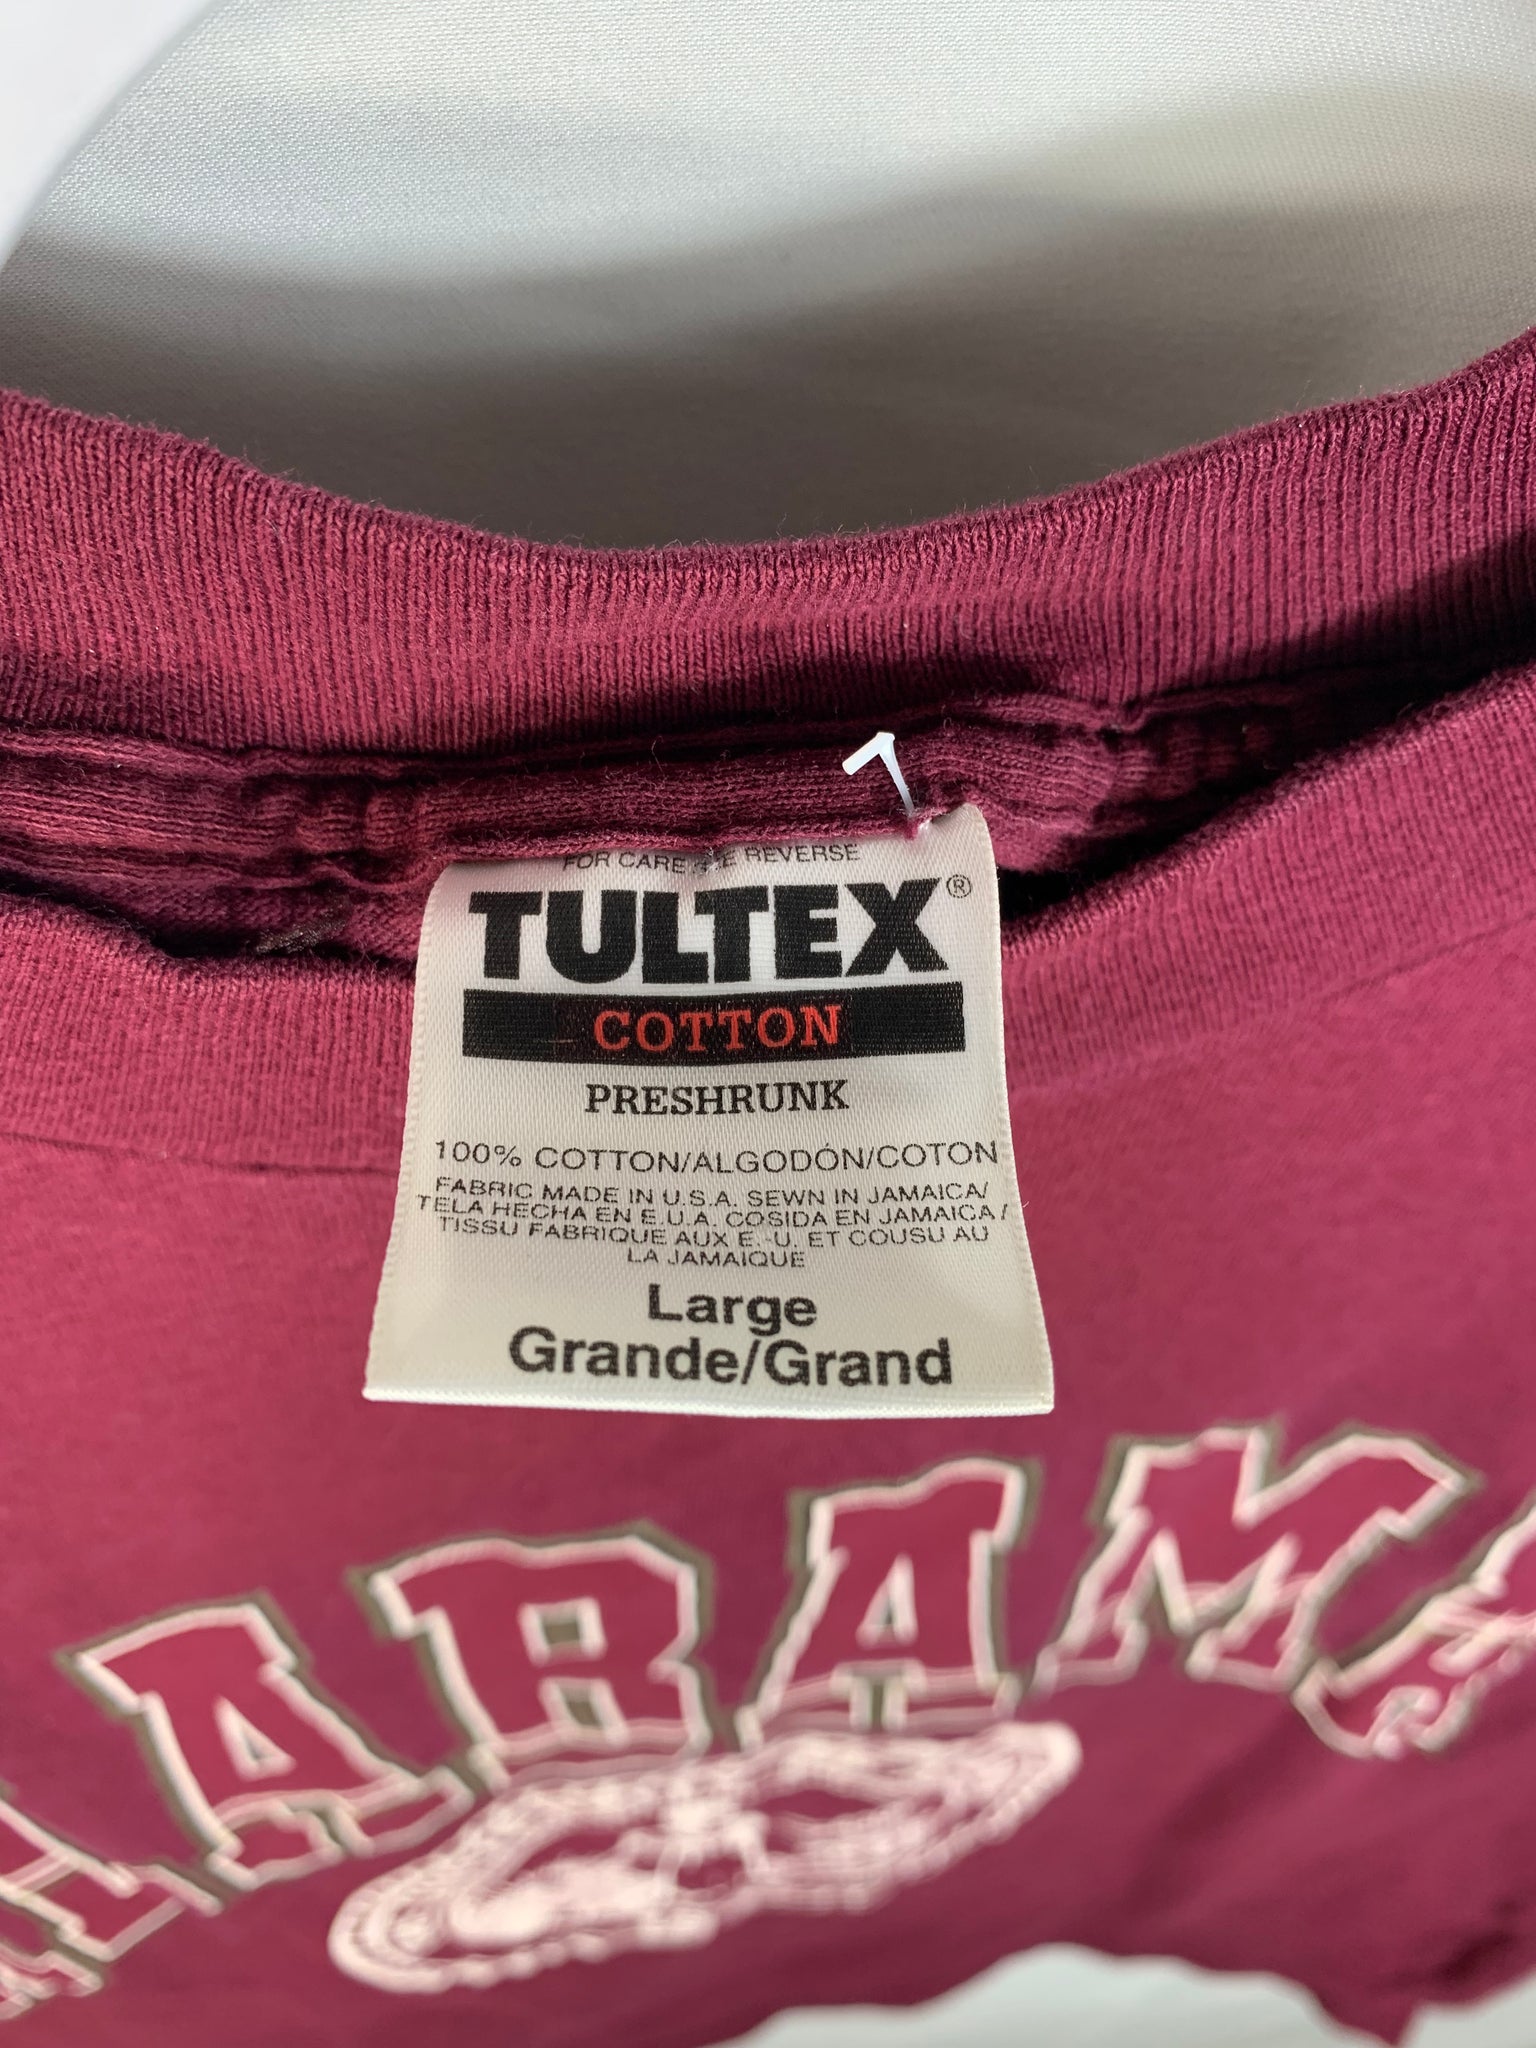 FOR CARE SEE REVERSE
TULTEX®
COTTON
PRESHRUNK
100% COTTON/ALGODÓN/COTON
FABRIC MADE IN U.S.A. SEWN IN JAMAICA/
TELA HECHA EN E.U.A. COSIDA EN JAMAICA/
TISSU FABRIQUE AUX E.-U. ET COUSU AU
LA JAMAIQUE
Large
Grande/Grand
ABAMA